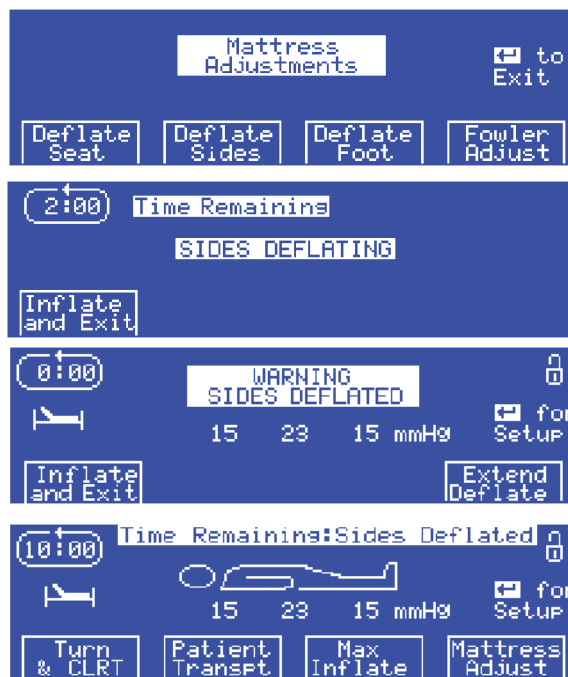 Mattress
Adjustments
↵ to
Exit
Deflate Seat
Deflate Sides
Deflate Foot
Fowler Adjust
2:00 Time Remaining
SIDES DEFLATING
Inflate
and Exit
0:00
WARNING
SIDES DEFLATED
↵ for
Setup
15 23 15 mmHg
Inflate
and Exit
Extend
Deflate
10:00 Time Remaining:Sides Deflated
↵ for
Setup
15 23 15 mmHg
Turn
& CLRT
Patient
Transpt
Max
Inflate
Mattress
Adjust